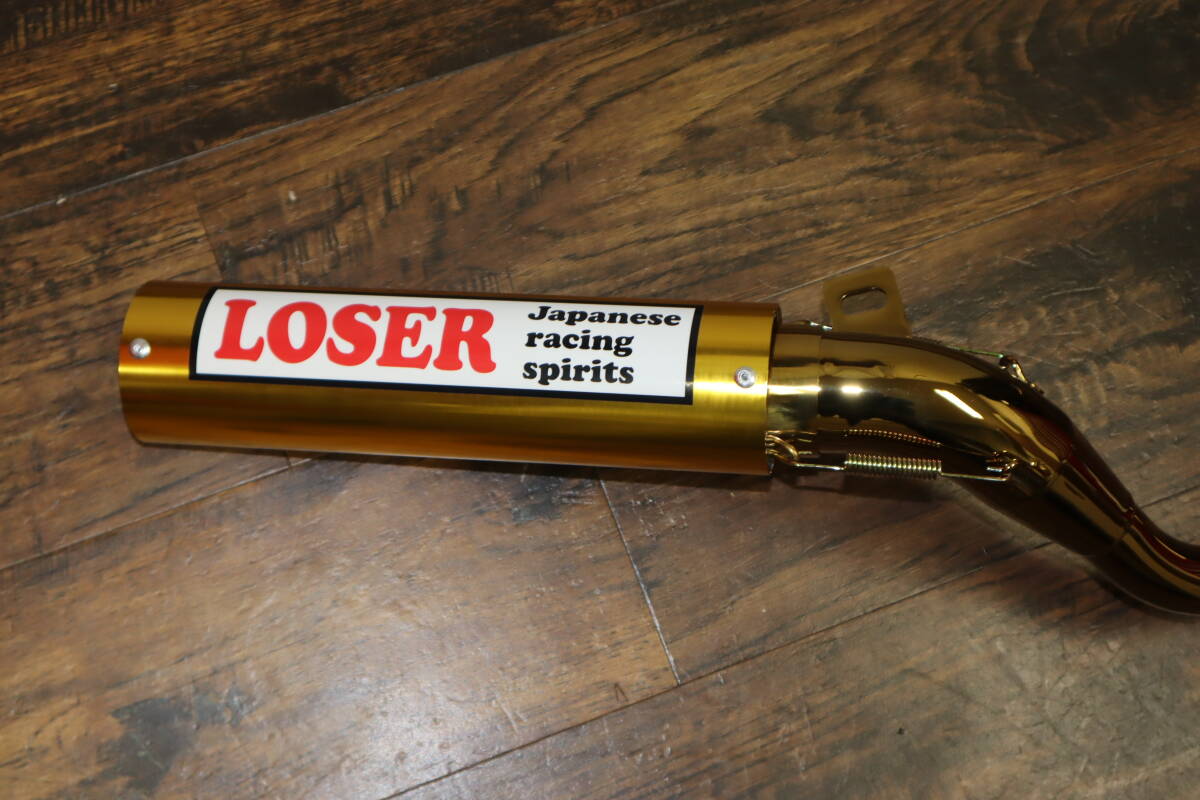 LOSER
Japanese
racing
spirits